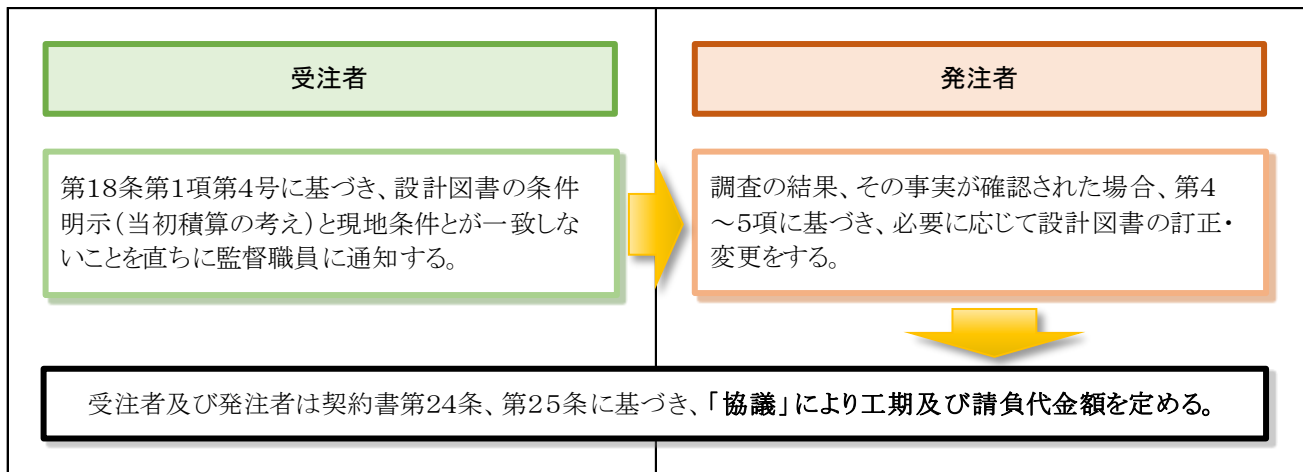 受注者
発注者
第18条第1項第4号に基づき、設計図書の条件
明示(当初積算の考え)と現地条件とが一致しな
いことを直ちに監督職員に通知する。
調査の結果、その事実が確認された場合、第4
～5項に基づき、必要に応じて設計図書の訂正・
変更をする。
受注者及び発注者は契約書第24条、第25条に基づき、「協議」により工期及び請負代金額を定める。